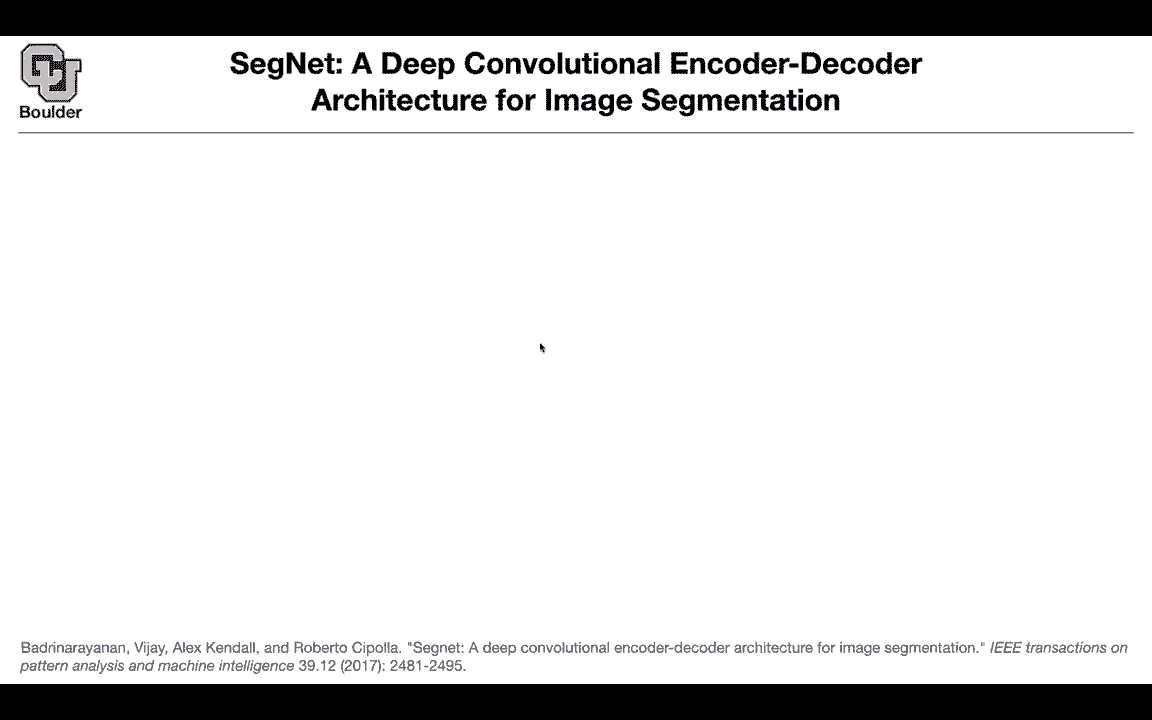 Boulder
SegNet: A Deep Convolutional Encoder-Decoder
Architecture for Image Segmentation
Badrinarayanan, Vijay, Alex Kendall, and Roberto Cipolla. "Segnet: A deep convolutional encoder-decoder architecture for image segmentation." IEEE transactions on
pattern analysis and machine intelligence 39.12 (2017): 2481-2495.